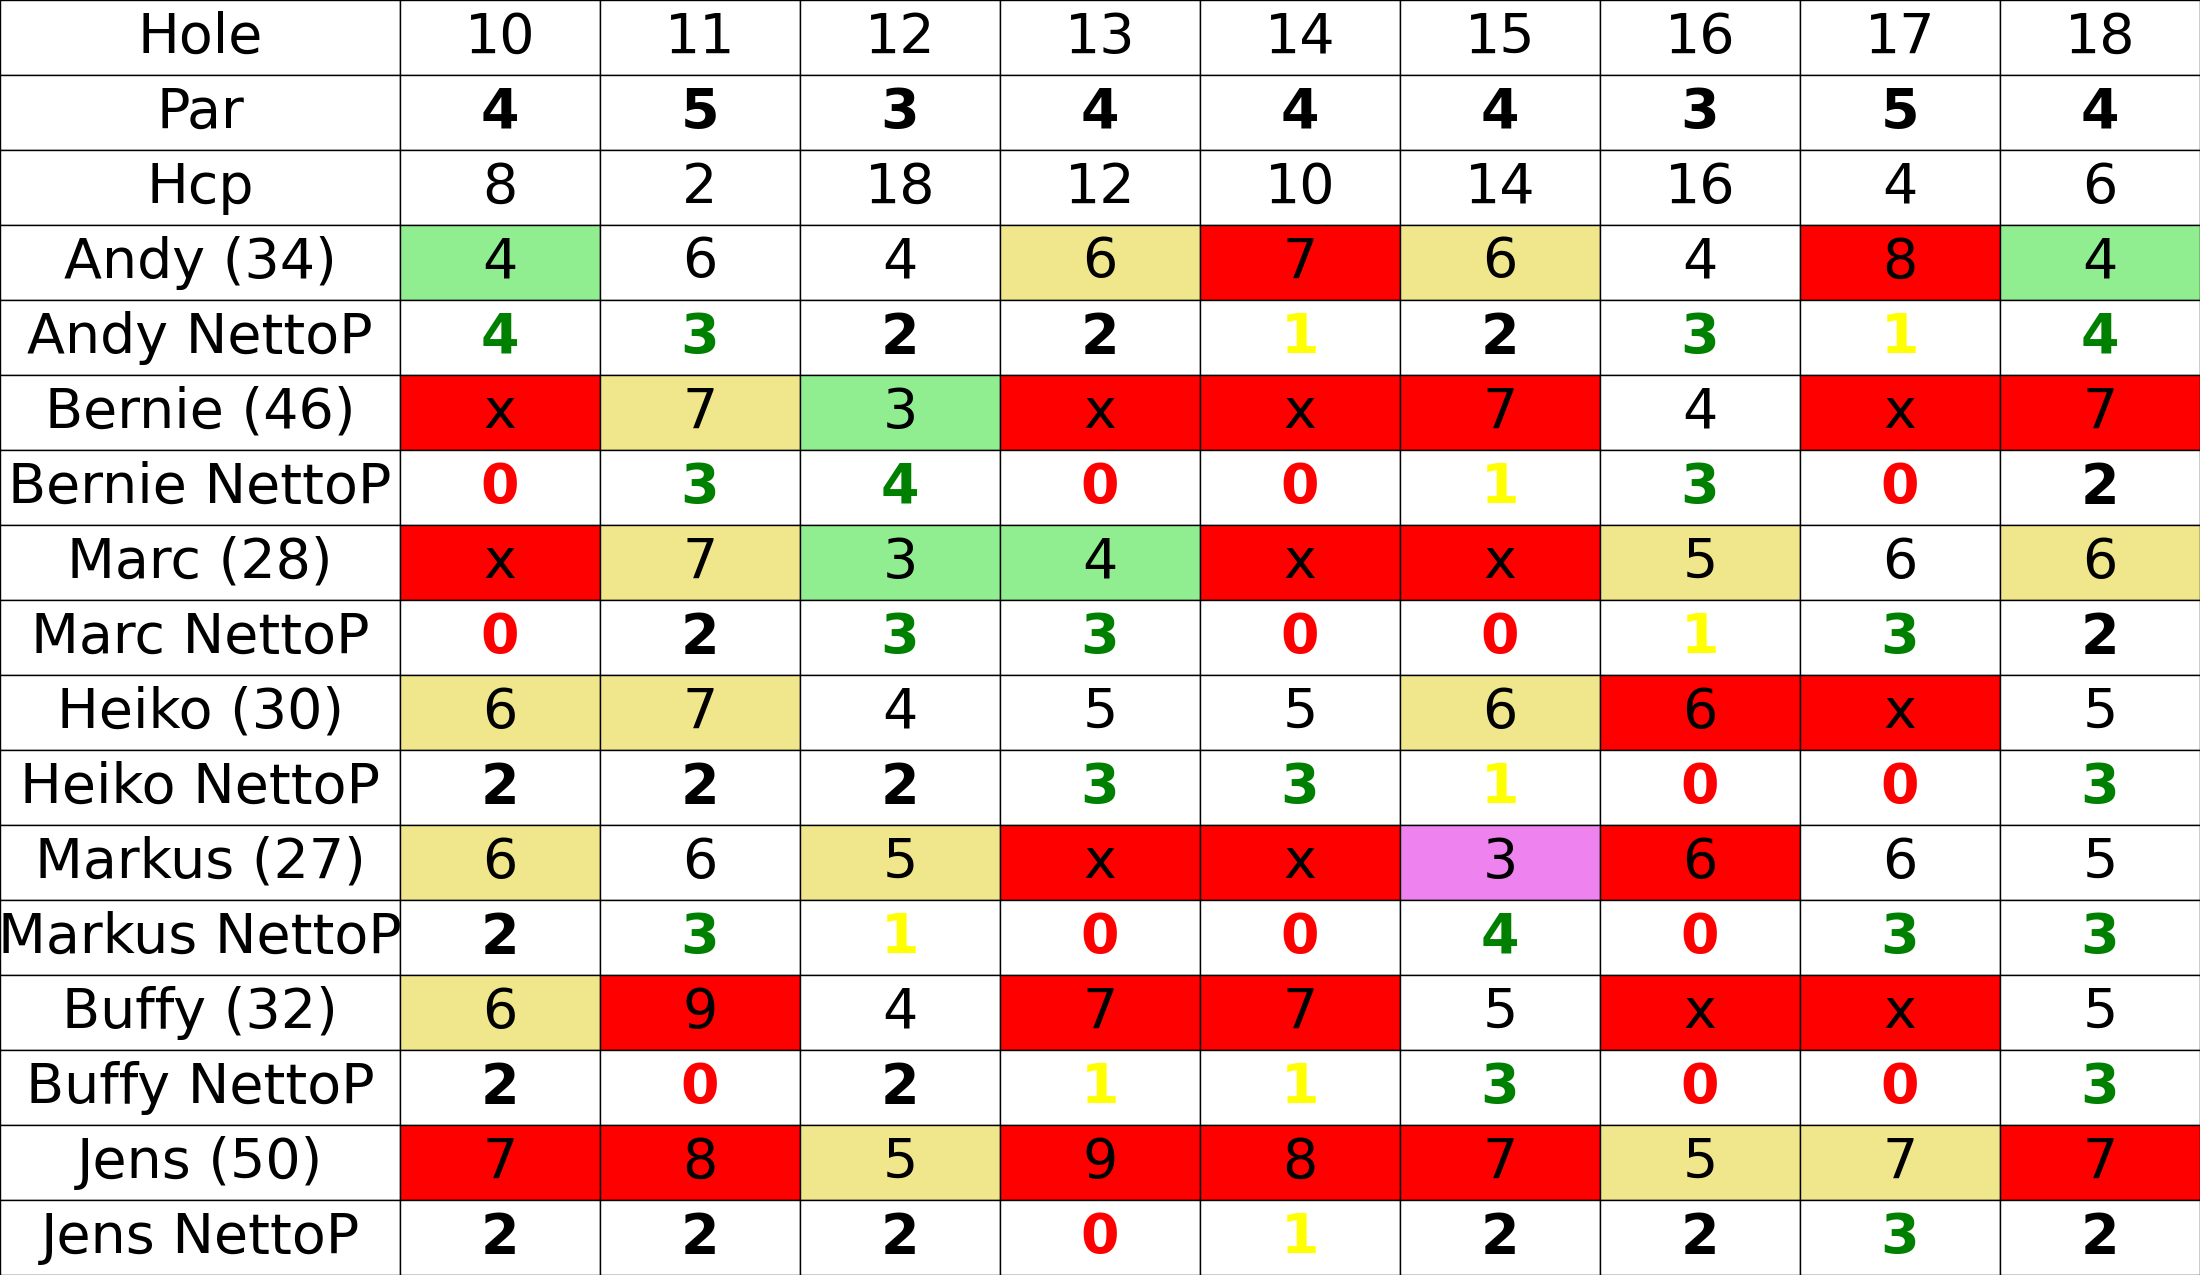 Hole 10 11 12 13 14 15 16 17 18
Par 4 5 3 4 4 4 3 5 4
Hcp 8 2 18 12 10 14 16 4 6
Andy (34) 4 6 4 6 7 6 4 8 4
Andy NettoP 4 3 2 2 1 2 3 1 4
Bernie (46) x 7 3 x x 7 4 x 7
Bernie NettoP 0 3 4 0 0 1 3 0 2
Marc (28) x 7 3 4 x x 5 6 6
Marc NettoP 0 2 3 3 0 0 1 3 2
Heiko (30) 6 7 4 5 5 6 6 x 5
Heiko NettoP 2 2 2 3 3 1 0 0 3
Markus (27) 6 6 5 x x 3 6 6 5
Markus NettoP 2 3 1 0 0 4 0 3 3
Buffy (32) 6 9 4 7 7 5 x x 5
Buffy NettoP 2 0 2 1 1 3 0 0 3
Jens (50) 7 8 5 9 8 7 5 7 7
Jens NettoP 2 2 2 0 1 2 2 3 2